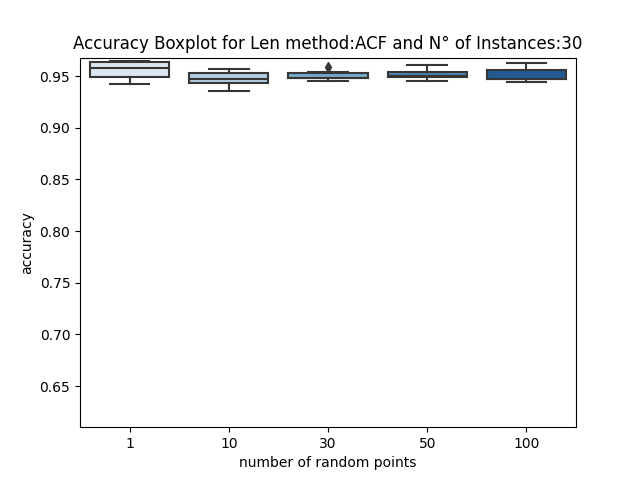 Accuracy Boxplot for Len method:ACF and N° of Instances:30
0.95
0.90
0.85
0.80
0.75
0.70
0.65
accuracy
1 10 30 50 100
number of random points